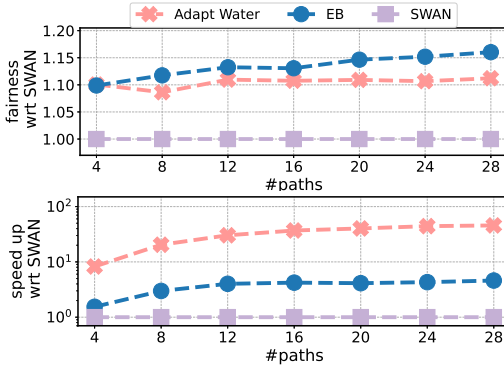 Adapt Water EB SWAN
fairness
wrt SWAN
1.20
1.15
1.10
1.05
1.00
4 8 12 16 20 24 28
#paths
speed up
wrt SWAN
10²
10¹
10⁰
4 8 12 16 20 24 28
#paths